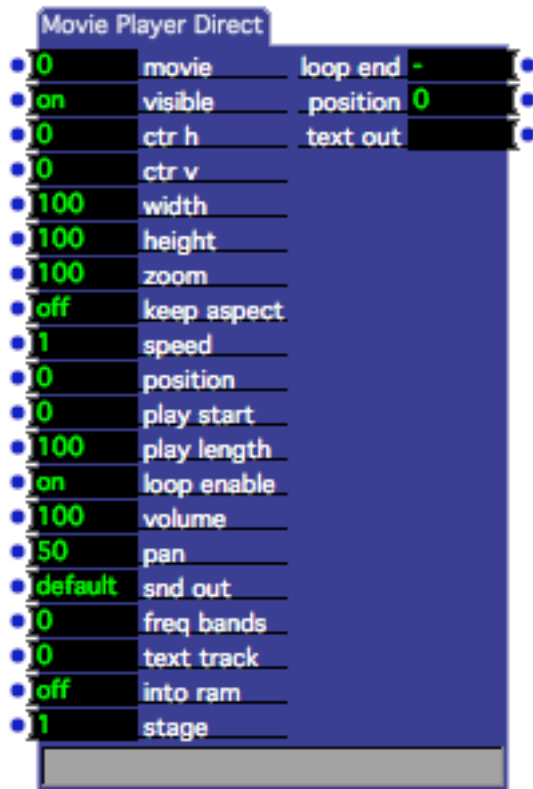 Movie Player Direct
0 movie loop end -
on visible position 0
0 ctr h text out
0 ctr v
100 width
100 height
100 zoom
off keep aspect
1 speed
0 position
0 play start
100 play length
on loop enable
100 volume
50 pan
default snd out
0 freq bands
0 text track
off into ram
1 stage